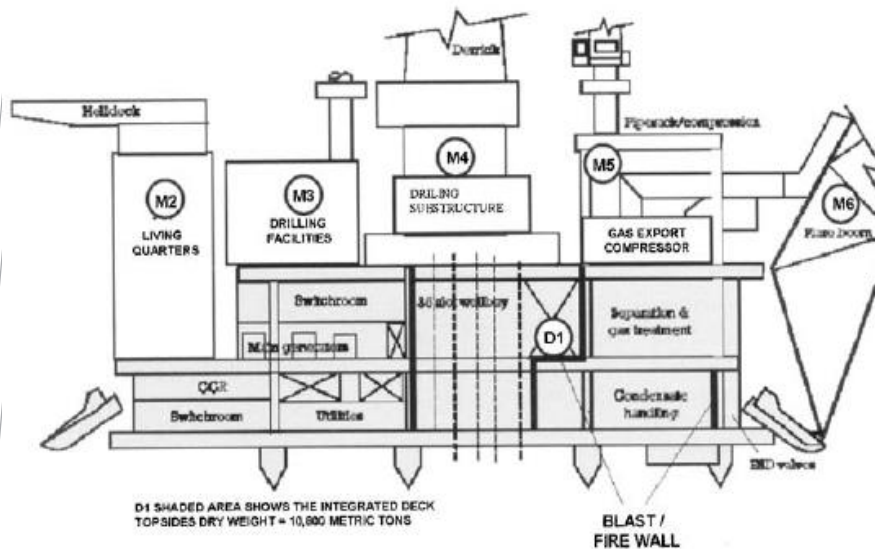 Derrick
Helideck
Piperack/compression
M4
M5
M2
M3
M6
DRILING
SUBSTRUCTURE
LIVING
QUARTERS
DRILLING
FACILITIES
GAS EXPORT
COMPRESSOR
Flare boom
Switchroom
wellbay
Separation &
gas treatment
D1
Main generators
CCR
Condensate
handling
Switchroom
Utilities
valves
D1 SHADED AREA SHOWS THE INTEGRATED DECK
TOPSIDES DRY WEIGHT = 10,800 METRIC TONS
BLAST /
FIRE WALL